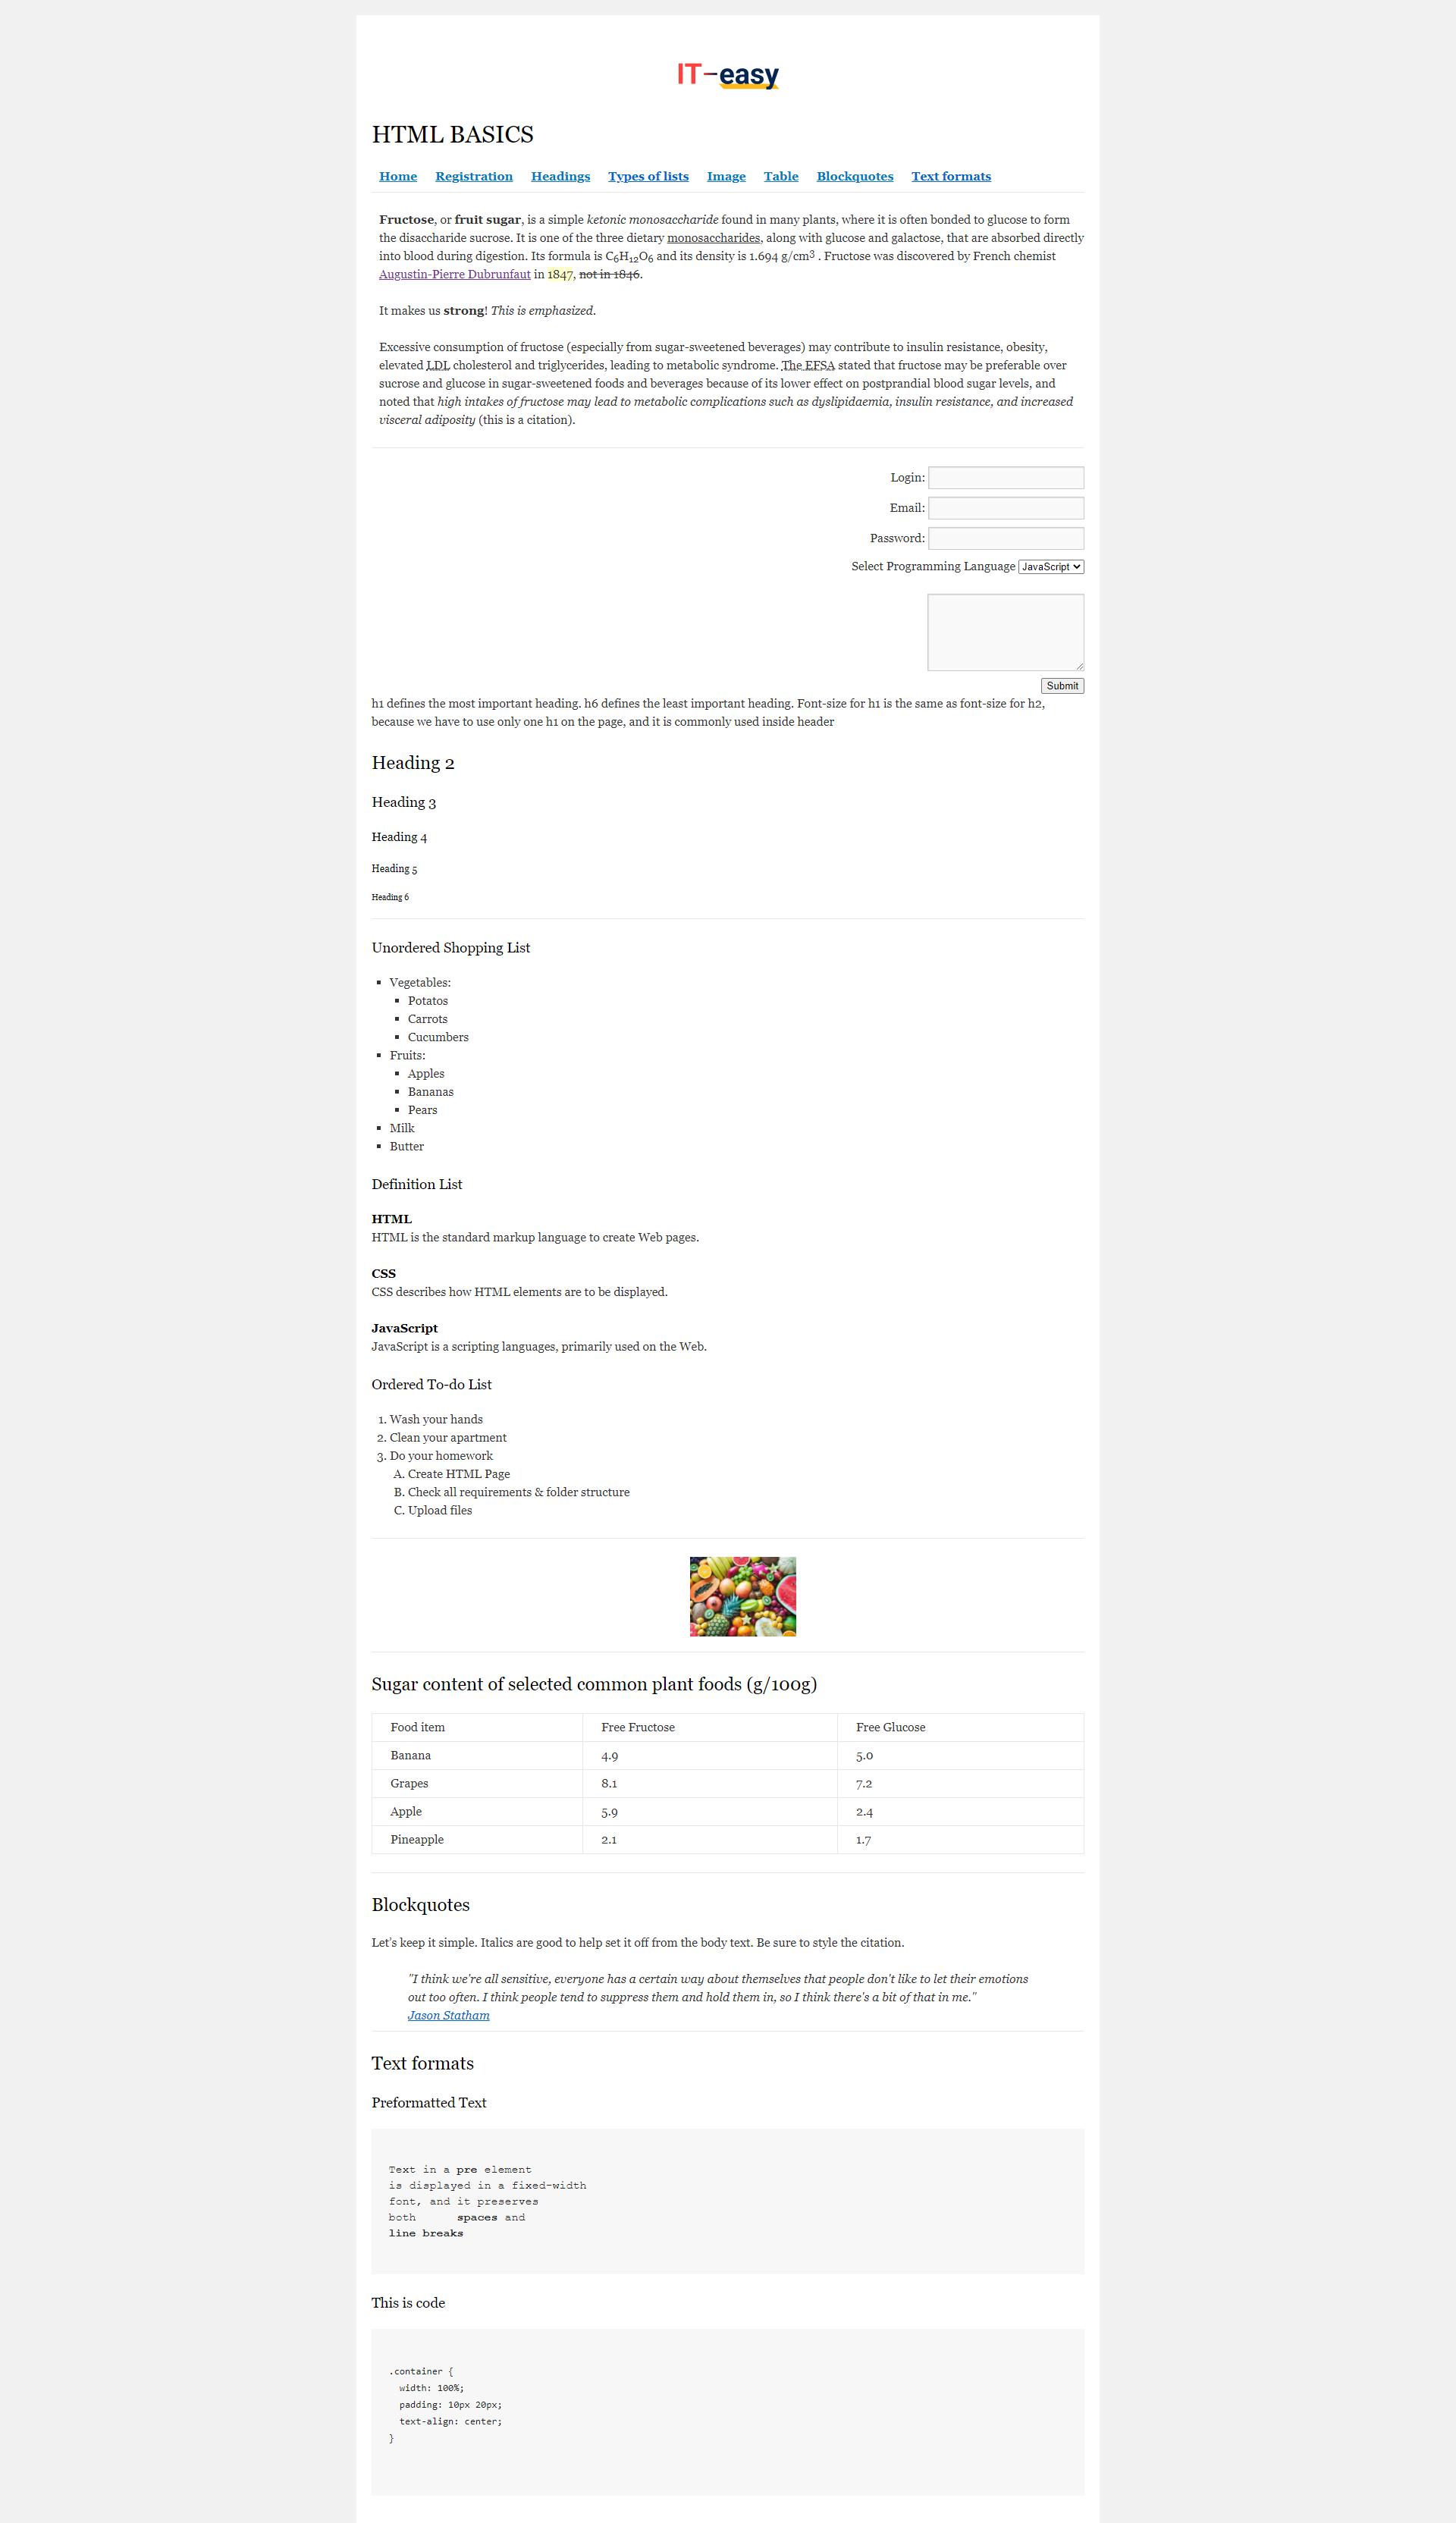 IT-easy
HTML BASICS
Home Registration Headings Types of lists Image Table Blockquotes Text formats
Fructose, or fruit sugar, is a simple ketonic monosaccharide found in many plants, where it is often bonded to glucose to form
the disaccharide sucrose. It is one of the three dietary monosaccharides, along with glucose and galactose, that are absorbed directly
into blood during digestion. Its formula is C6H12O6 and its density is 1.694 g/cm3 . Fructose was discovered by French chemist
Augustin-Pierre Dubrunfaut in 1847, not in 1846.
It makes us strong! This is emphasized.
Excessive consumption of fructose (especially from sugar-sweetened beverages) may contribute to insulin resistance, obesity,
elevated LDL cholesterol and triglycerides, leading to metabolic syndrome. The EFSA stated that fructose may be preferable over
sucrose and glucose in sugar-sweetened foods and beverages because of its lower effect on postprandial blood sugar levels, and
noted that high intakes of fructose may lead to metabolic complications such as dyslipidaemia, insulin resistance, and increased
visceral adiposity (this is a citation).
Login:
Email:
Password:
Select Programming Language JavaScript
Submit
h1 defines the most important heading. h6 defines the least important heading. Font-size for h1 is the same as font-size for h2,
because we have to use only one h1 on the page, and it is commonly used inside header
Heading 2
Heading 3
Heading 4
Heading 5
Heading 6
Unordered Shopping List
Vegetables:
Potatos
Carrots
Cucumbers
Fruits:
Apples
Bananas
Pears
Milk
Butter
Definition List
HTML
HTML is the standard markup language to create Web pages.
CSS
CSS describes how HTML elements are to be displayed.
JavaScript
JavaScript is a scripting languages, primarily used on the Web.
Ordered To-do List
1. Wash your hands
2. Clean your apartment
3. Do your homework
A. Create HTML Page
B. Check all requirements & folder structure
C. Upload files
Sugar content of selected common plant foods (g/100g)
Food item Free Fructose Free Glucose
Banana 4.9 5.0
Grapes 8.1 7.2
Apple 5.9 2.4
Pineapple 2.1 1.7
Blockquotes
Let's keep it simple. Italics are good to help set it off from the body text. Be sure to style the citation.
"I think we're all sensitive, everyone has a certain way about themselves that people don't like to let their emotions
out too often. I think people tend to suppress them and hold them in, so I think there's a bit of that in me."
Jason Statham
Text formats
Preformatted Text
Text in a pre element
is displayed in a fixed-width
font, and it preserves
both      spaces and
line breaks
This is code
.container {
  width: 100%;
  padding: 10px 20px;
  text-align: center;
}